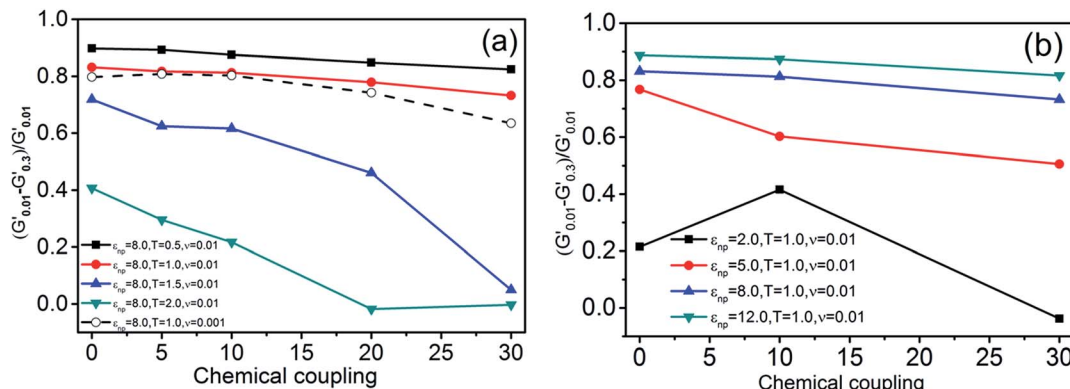 (a)
1.0
0.8
0.6
0.4
0.2
0.0
(G'0.01-G'0.3)/G'0.01
εnp=8.0,T=0.5,ν=0.01
εnp=8.0,T=1.0,ν=0.01
εnp=8.0,T=1.5,ν=0.01
εnp=8.0,T=2.0,ν=0.01
εnp=8.0,T=1.0,ν=0.001
0 5 10 15 20 25 30
Chemical coupling
(b)
1.0
0.8
0.6
0.4
0.2
0.0
(G'0.01-G'0.3)/G'0.01
εnp=2.0,T=1.0,ν=0.01
εnp=5.0,T=1.0,ν=0.01
εnp=8.0,T=1.0,ν=0.01
εnp=12.0,T=1.0,ν=0.01
0 5 10 15 20 25 30
Chemical coupling